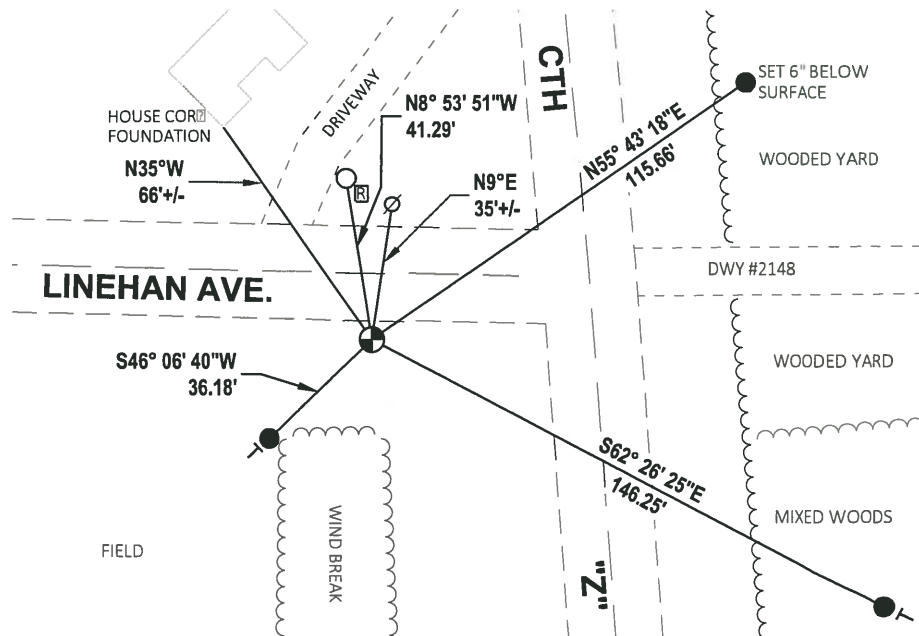 CTH
SET 6" BELOW
SURFACE
N8° 53' 51"W
41.29'
DRIVEWAY
HOUSE COR
FOUNDATION
N55° 43' 18"E
115.66'
WOODED YARD
N35°W
66'+/-
N9°E
35'+/-
R
DWY #2148
LINEHAN AVE.
S46° 06' 40"W
36.18'
WOODED YARD
S62° 26' 25"E
146.25'
T
MIXED WOODS
WIND BREAK
FIELD
"Z"
T